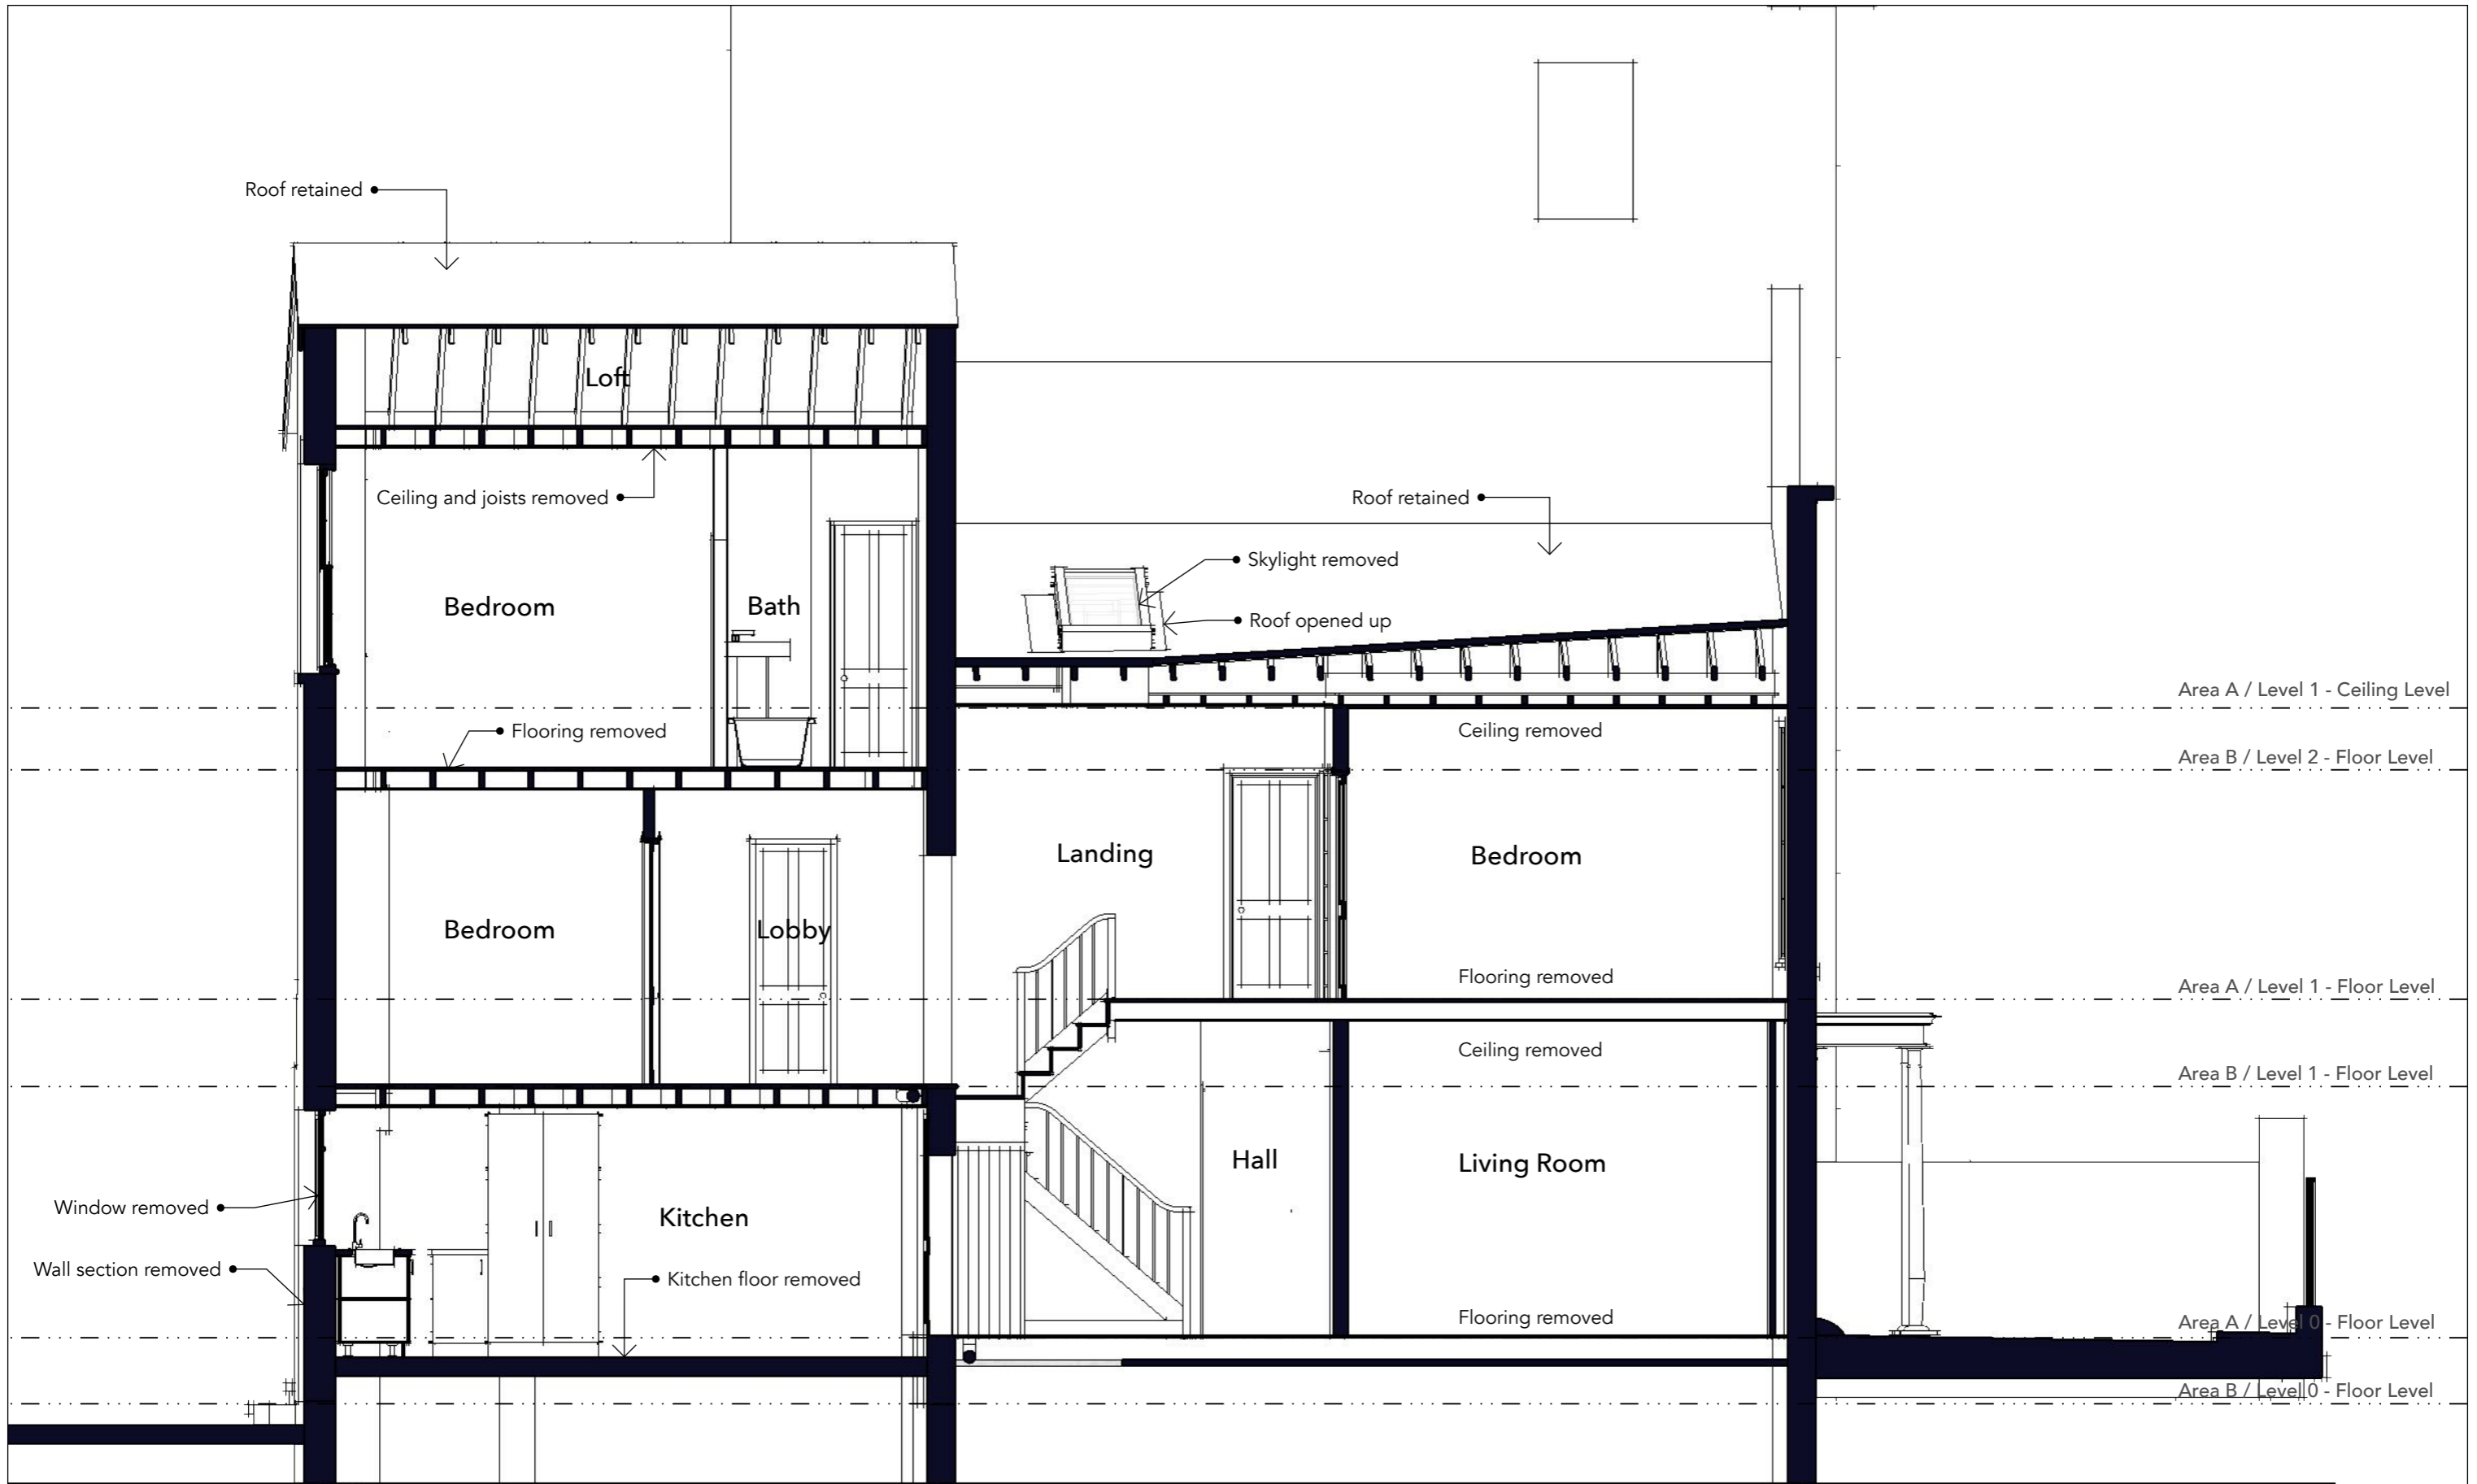 Roof retained
Loft
Ceiling and joists removed
Roof retained
Skylight removed
Bedroom
Bath
Roof opened up
Area A / Level 1 - Ceiling Level
Flooring removed
Ceiling removed
Area B / Level 2 - Floor Level
Landing
Bedroom
Bedroom
Lobby
Flooring removed
Area A / Level 1 - Floor Level
Ceiling removed
Area B / Level 1 - Floor Level
Hall
Living Room
Window removed
Kitchen
Wall section removed
Kitchen floor removed
Flooring removed
Area A / Level 0 - Floor Level
Area B / Level 0 - Floor Level